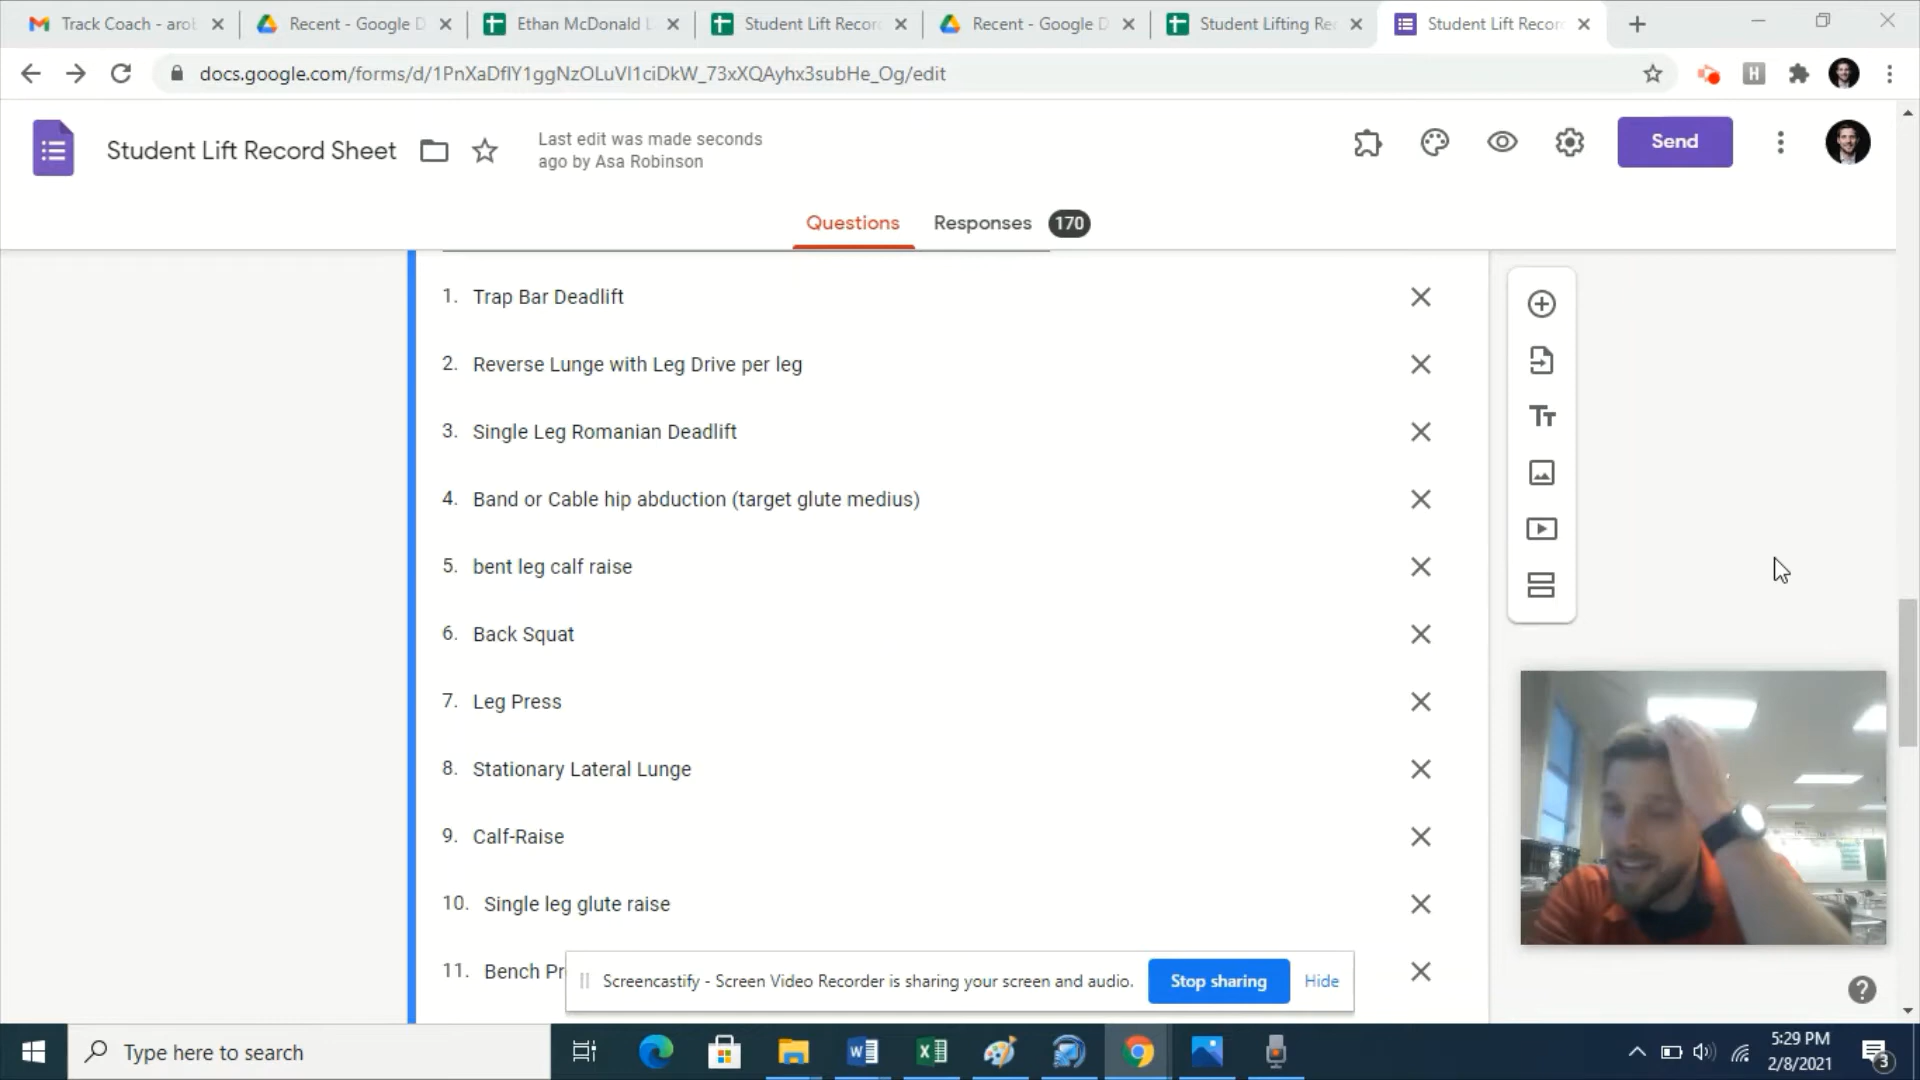 Track Coach - aro
Recent - Google D
Ethan McDonald L
Student Lift Recor
Recent - Google D
Student Lifting Re
Student Lift Recor
docs.google.com/forms/d/1PnXaDflY1ggNzOLuVI1ciDkW_73xXQAyhx3subHe_Og/edit
H
Student Lift Record Sheet
Last edit was made seconds
ago by Asa Robinson
Send
Questions
Responses
170
1. Trap Bar Deadlift
2. Reverse Lunge with Leg Drive per leg
3. Single Leg Romanian Deadlift
4. Band or Cable hip abduction (target glute medius)
5. bent leg calf raise
6. Back Squat
7. Leg Press
8. Stationary Lateral Lunge
9. Calf-Raise
10. Single leg glute raise
11. Bench Pr
Screencastify - Screen Video Recorder is sharing your screen and audio.
Stop sharing
Hide
Type here to search
5:29 PM
2/8/2021
3